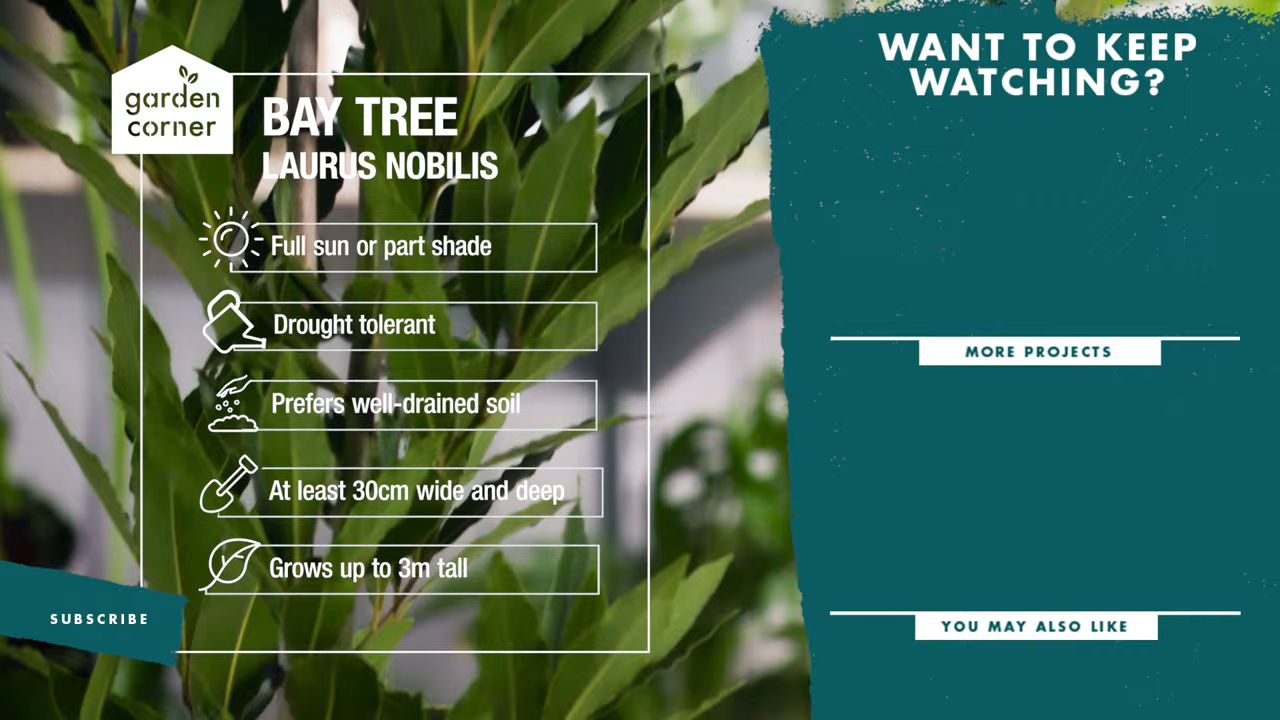 garden
corner
BAY TREE
LAURUS NOBILIS
Full sun or part shade
Drought tolerant
Prefers well-drained soil
At least 30cm wide and deep
Grows up to 3m tall
SUBSCRIBE
WANT TO KEEP
WATCHING?
MORE PROJECTS
YOU MAY ALSO LIKE